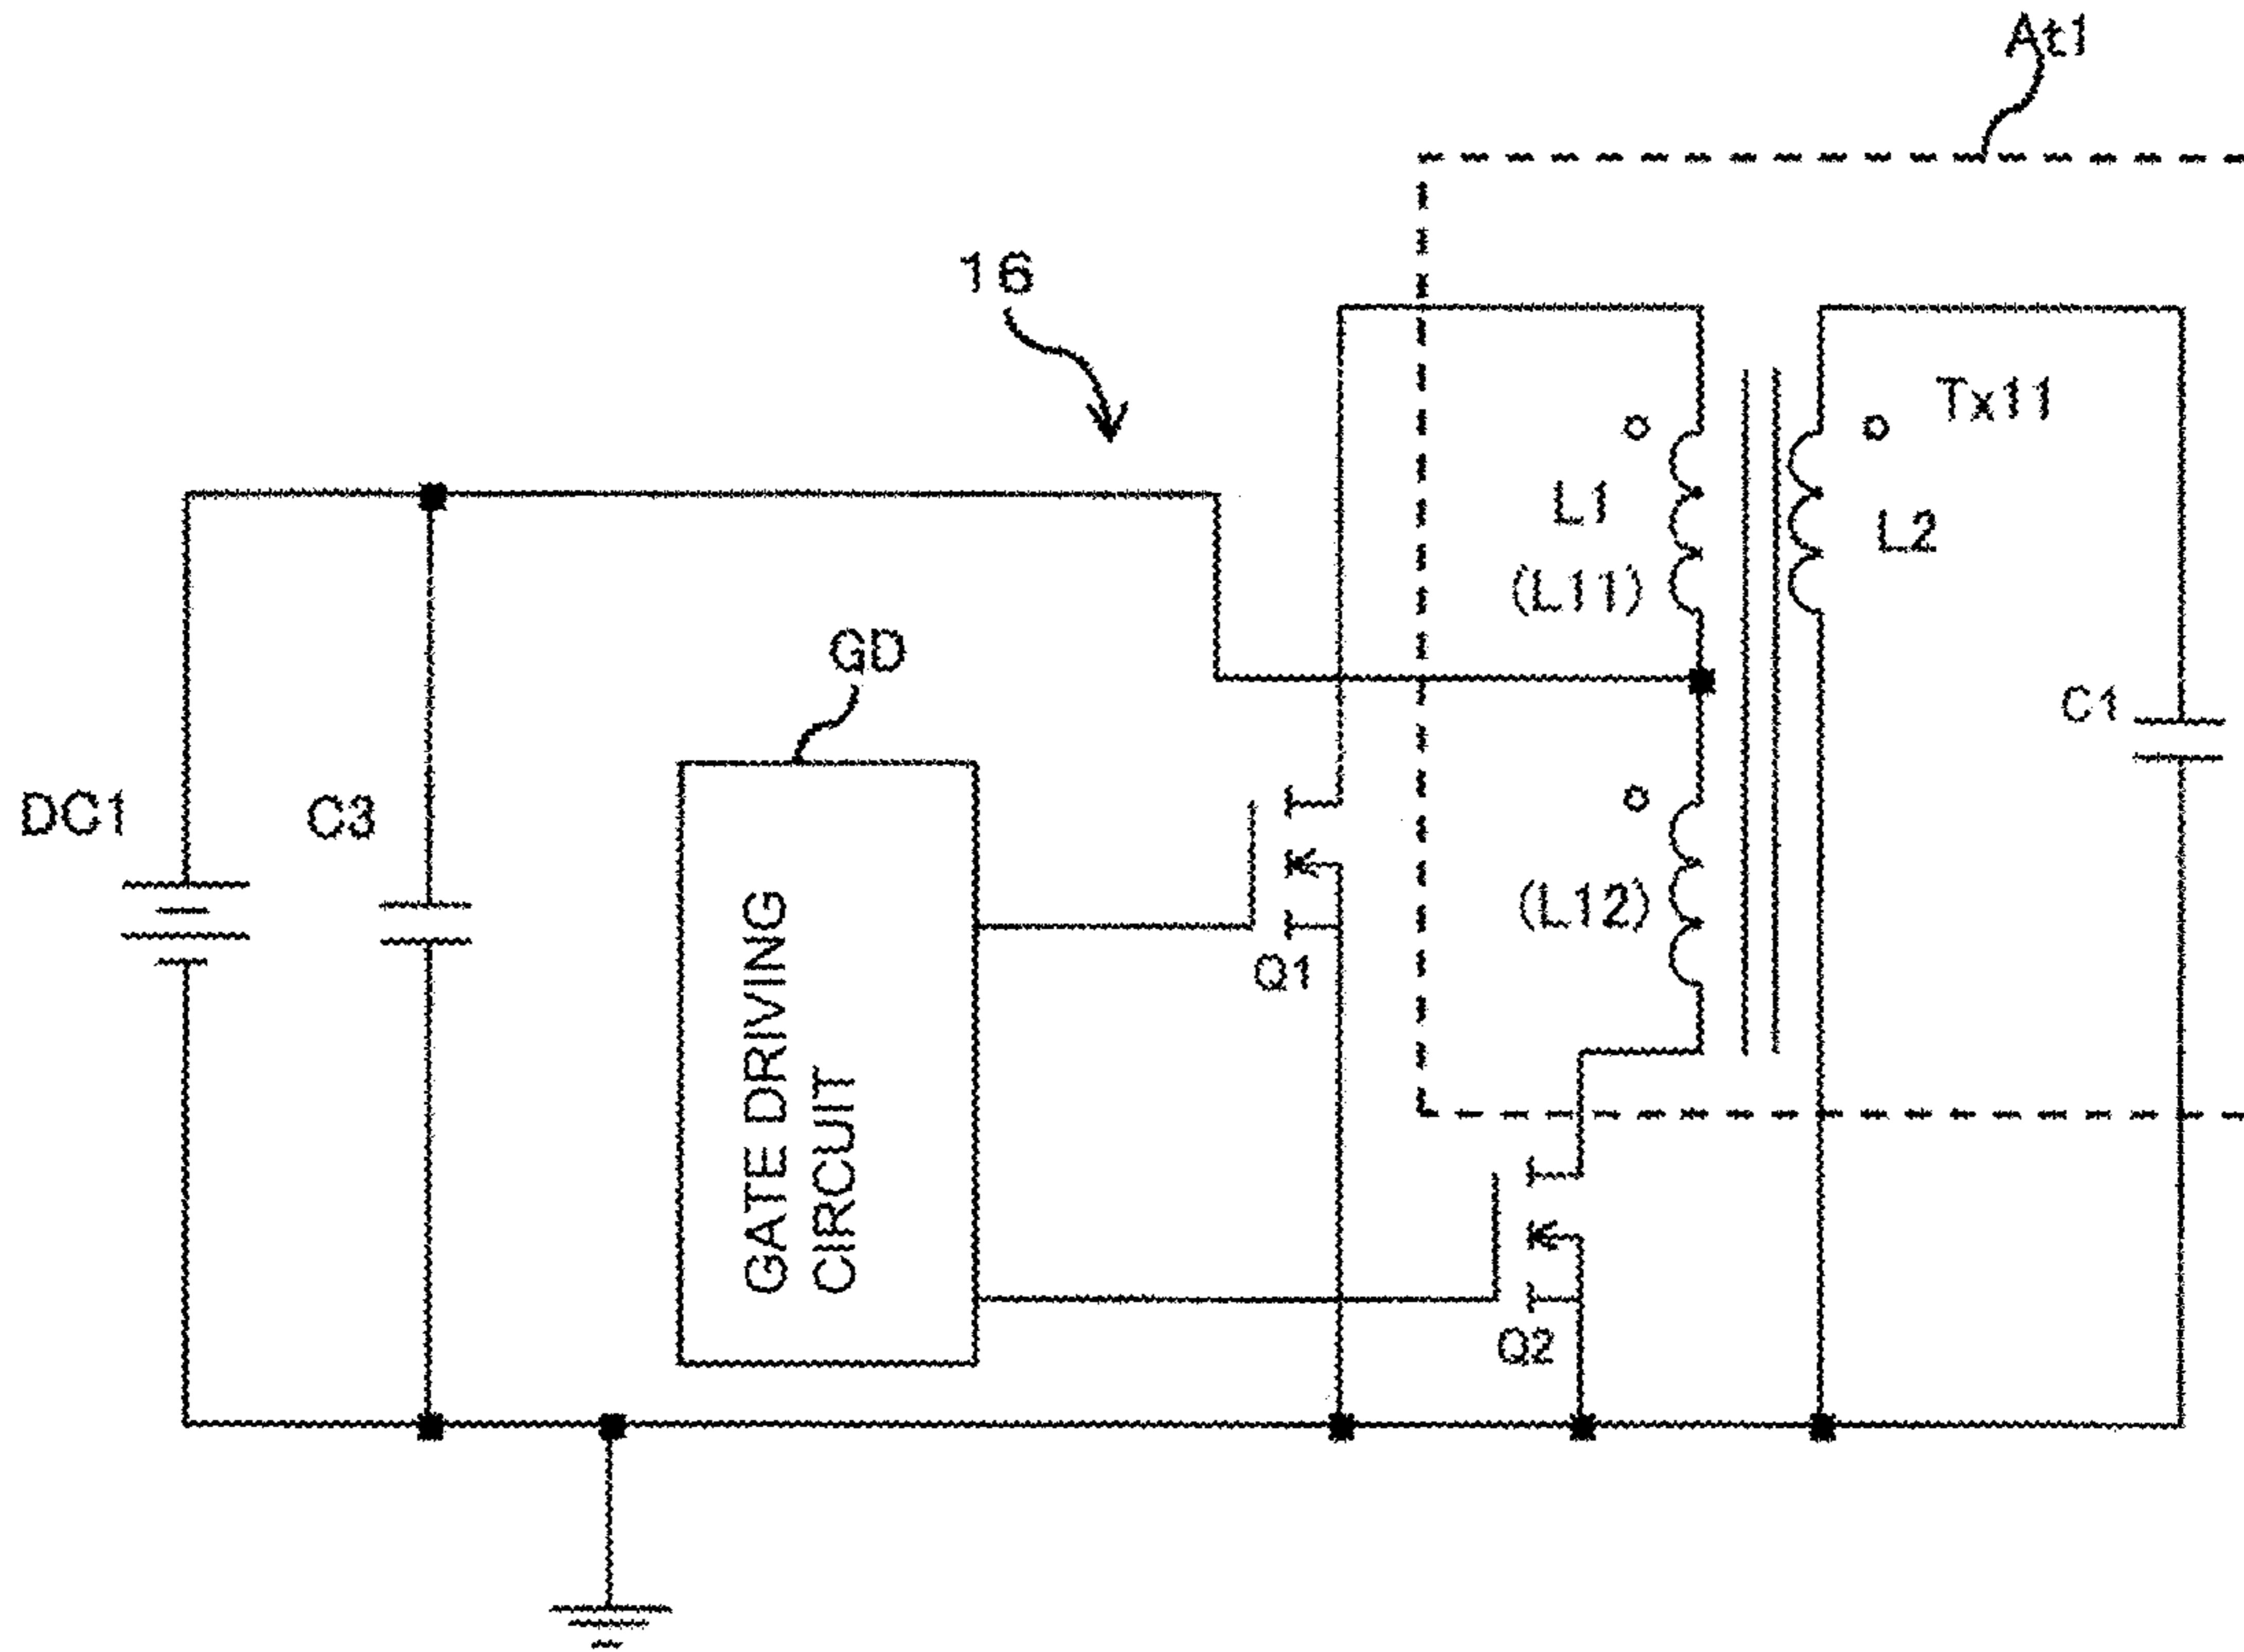 At1
16
Tx11
L1
L2
(L11)
GD
C1
DC1
C3
(L12)
GATE DRIVING
CIRCUIT
Q1
Q2